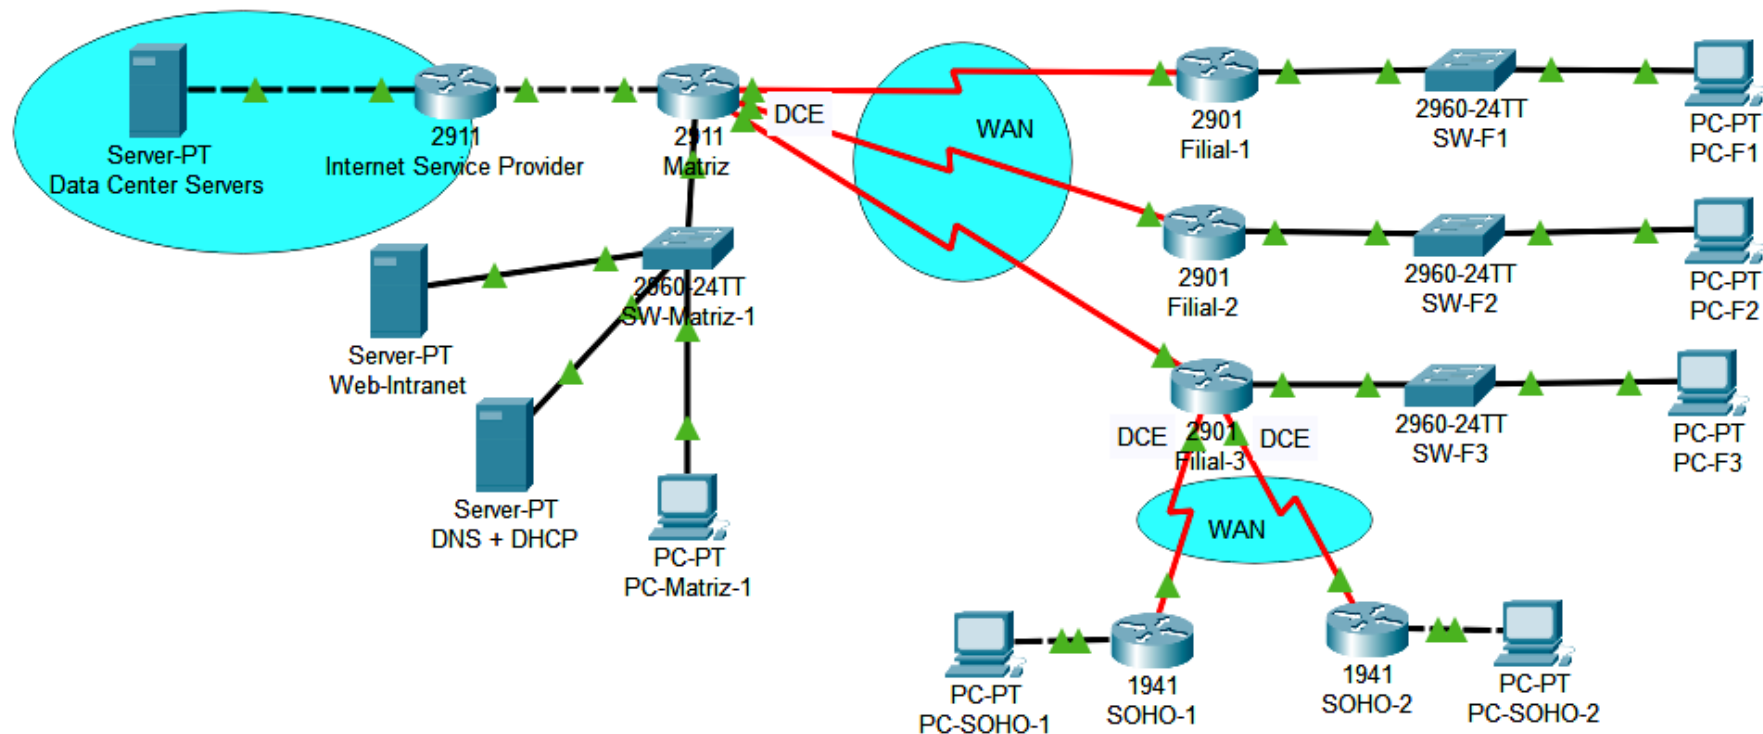 Server-PT
Data Center Servers
2911
Internet Service Provider
2911
Matriz
DCE
WAN
2901
Filial-1
2960-24TT
SW-F1
PC-PT
PC-F1
2901
Filial-2
2960-24TT
SW-F2
PC-PT
PC-F2
2960-24TT
SW-Matriz-1
Server-PT
Web-Intranet
Server-PT
DNS + DHCP
PC-PT
PC-Matriz-1
DCE
2901
Filial-3
DCE
2960-24TT
SW-F3
PC-PT
PC-F3
WAN
PC-PT
PC-SOHO-1
1941
SOHO-1
1941
SOHO-2
PC-PT
PC-SOHO-2